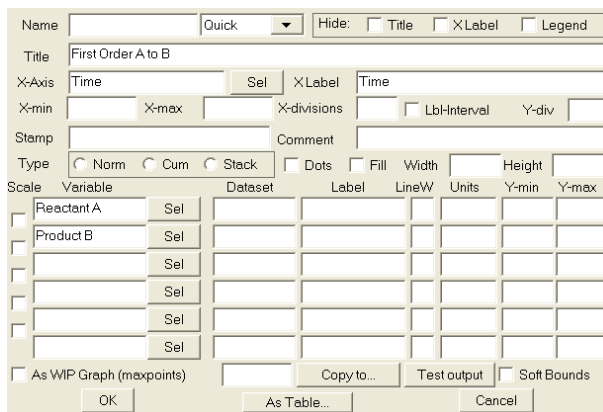 Name Quick Hide: Title X Label Legend
Title First Order A to B
X-Axis Time Sel X Label Time
X-min X-max X-divisions Lbl-Interval Y-div
Stamp Comment
Type Norm Cum Stack Dots Fill Width Height
Scale Variable Dataset Label LineW Units Y-min Y-max
Reactant A Sel
Product B Sel
Sel
Sel
Sel
Sel
As WIP Graph (maxpoints) Copy to... Test output Soft Bounds
OK As Table... Cancel